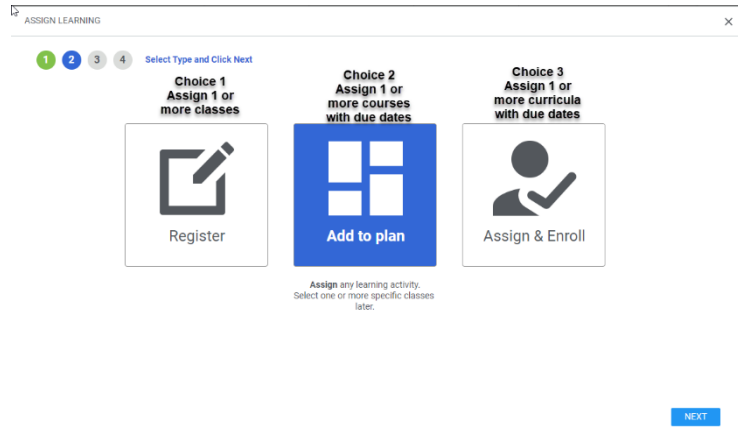 ASSIGN LEARNING
1 2 3 4 Select Type and Click Next
Choice 1
Assign 1 or
more classes
Choice 2
Assign 1 or
more courses
with due dates
Choice 3
Assign 1 or
more curricula
with due dates
Register
Add to plan
Assign & Enroll
Assign any learning activity.
Select one or more specific classes
later.
NEXT